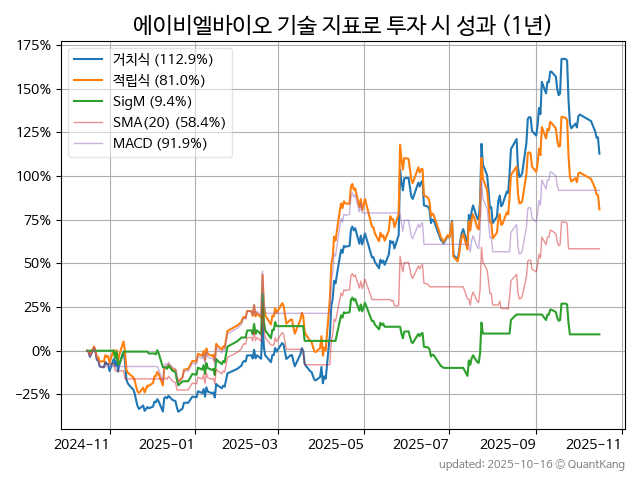 에이비엘바이오 기술 지표로 투자 시 성과 (1년)
175%
150%
125%
100%
75%
50%
25%
0%
−25%
거치식 (112.9%)
적립식 (81.0%)
SigM (9.4%)
SMA(20) (58.4%)
MACD (91.9%)
2024-11 2025-01 2025-03 2025-05 2025-07 2025-09 2025-11
updated: 2025-10-16 © QuantKang